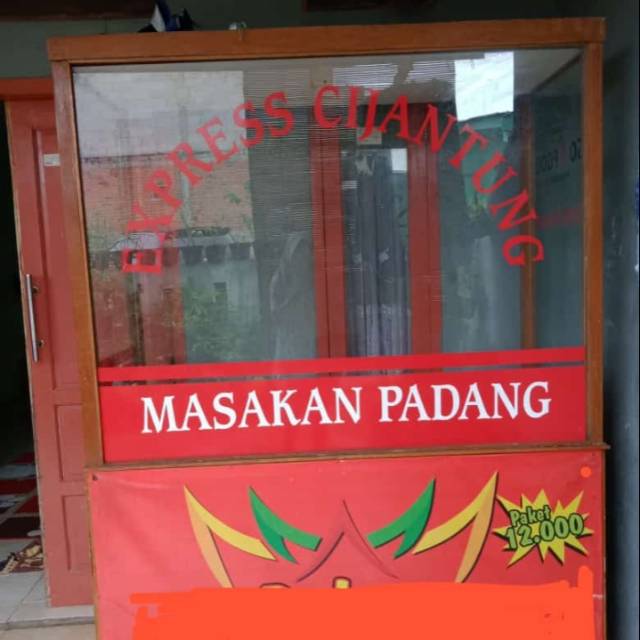 EXPRESS CIJANTUNG
MASAKAN PADANG
Paket
12.000